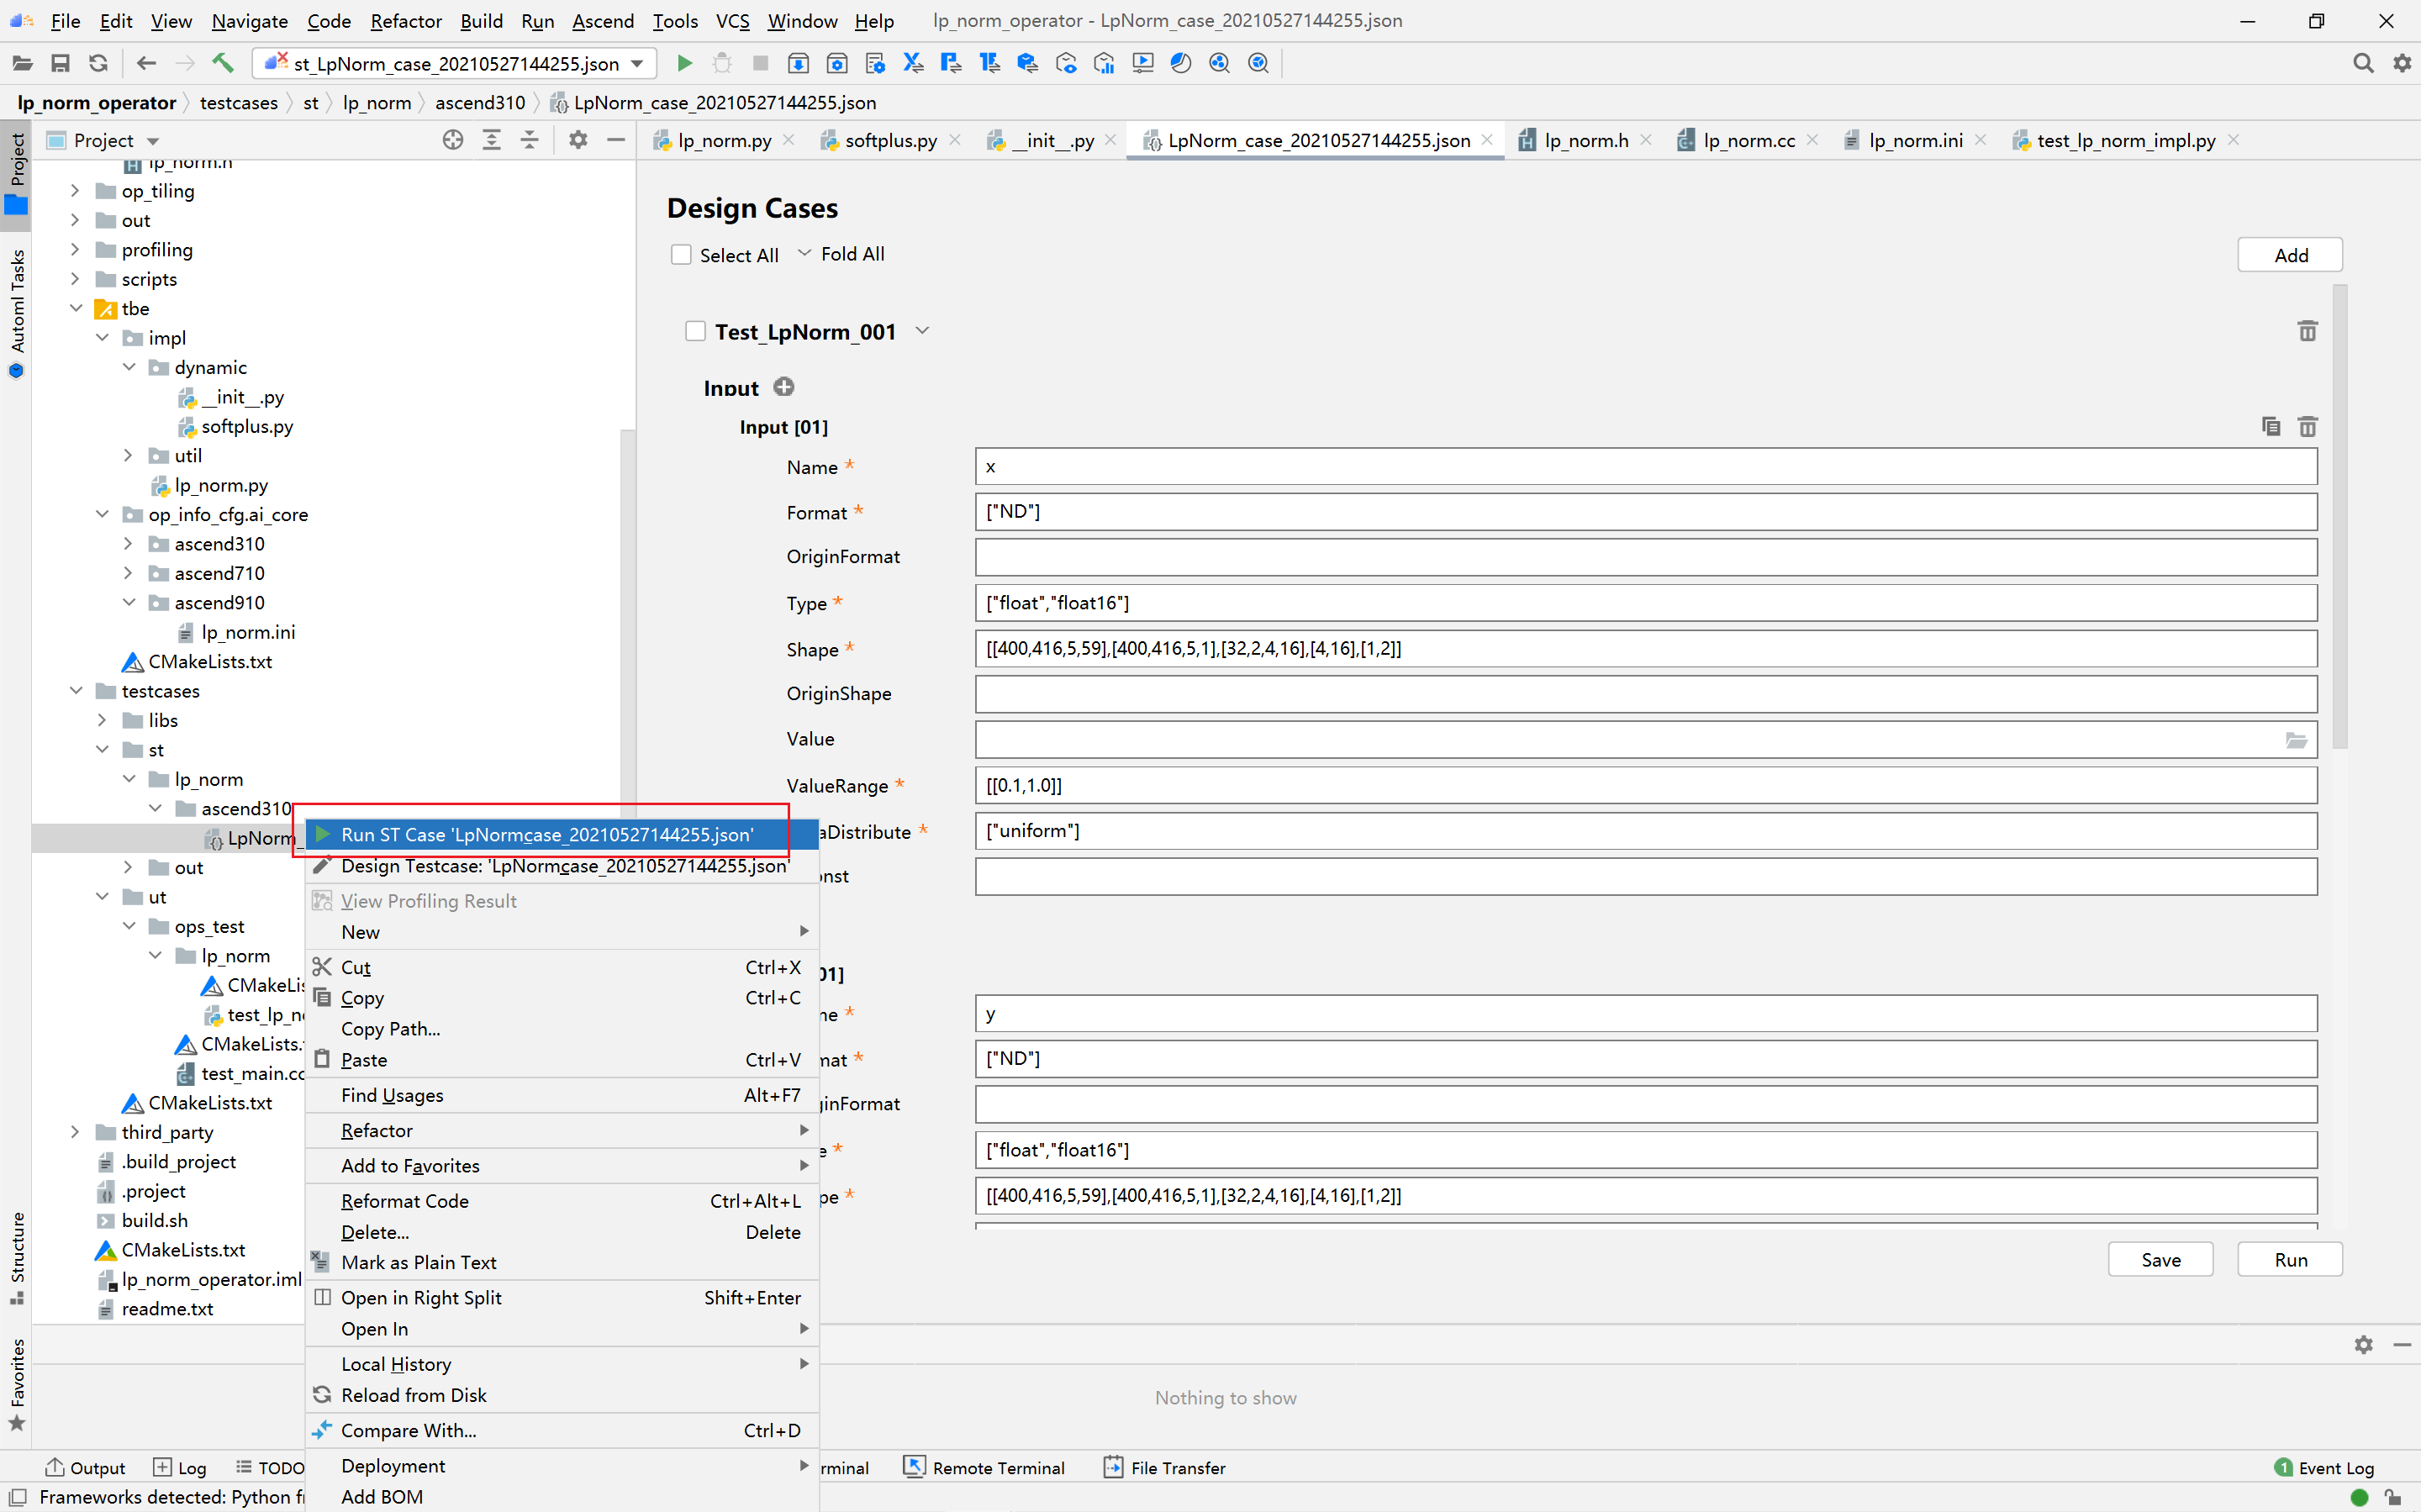 File Edit View Navigate Code Refactor Build Run Ascend Tools VCS Window Help lp_norm_operator - LpNorm_case_20210527144255.json
st_LpNorm_case_20210527144255.json
lp_norm_operator testcases st lp_norm ascend310 LpNorm_case_20210527144255.json
Project
lp_norm.py softplus.py __init__.py LpNorm_case_20210527144255.json lp_norm.h lp_norm.cc lp_norm.ini test_lp_norm_impl.py
Project
Automl Tasks
Structure
Favorites
lp_norm.h
op_tiling
out
profiling
scripts
tbe
impl
dynamic
__init__.py
softplus.py
util
lp_norm.py
op_info_cfg.ai_core
ascend310
ascend710
ascend910
lp_norm.ini
CMakeLists.txt
testcases
libs
st
lp_norm
ascend310
LpNorm_
out
ut
ops_test
lp_norm
CMakeLis
test_lp_n
CMakeLists.
test_main.cc
CMakeLists.txt
third_party
.build_project
.project
build.sh
CMakeLists.txt
lp_norm_operator.iml
readme.txt
Run ST Case 'LpNormcase_20210527144255.json'
Design Testcase: 'LpNormcase_20210527144255.json'
View Profiling Result
New
Cut Ctrl+X
Copy Ctrl+C
Copy Path...
Paste Ctrl+V
Find Usages Alt+F7
Refactor
Add to Favorites
Reformat Code Ctrl+Alt+L
Delete... Delete
Mark as Plain Text
Open in Right Split Shift+Enter
Open In
Local History
Reload from Disk
Compare With... Ctrl+D
Deployment
Add BOM
Design Cases
Select All Fold All Add
Test_LpNorm_001
Input
Input [01]
Name * x
Format * ["ND"]
OriginFormat
Type * ["float","float16"]
Shape * [[400,416,5,59],[400,416,5,1],[32,2,4,16],[4,16],[1,2]]
OriginShape
Value
ValueRange * [[0.1,1.0]]
aDistribute * ["uniform"]
nst
01]
me * y
mat * ["ND"]
ginFormat
e * ["float","float16"]
pe * [[400,416,5,59],[400,416,5,1],[32,2,4,16],[4,16],[1,2]]
Save Run
Nothing to show
Output Log TODO rminal Remote Terminal File Transfer 1 Event Log
Frameworks detected: Python fr